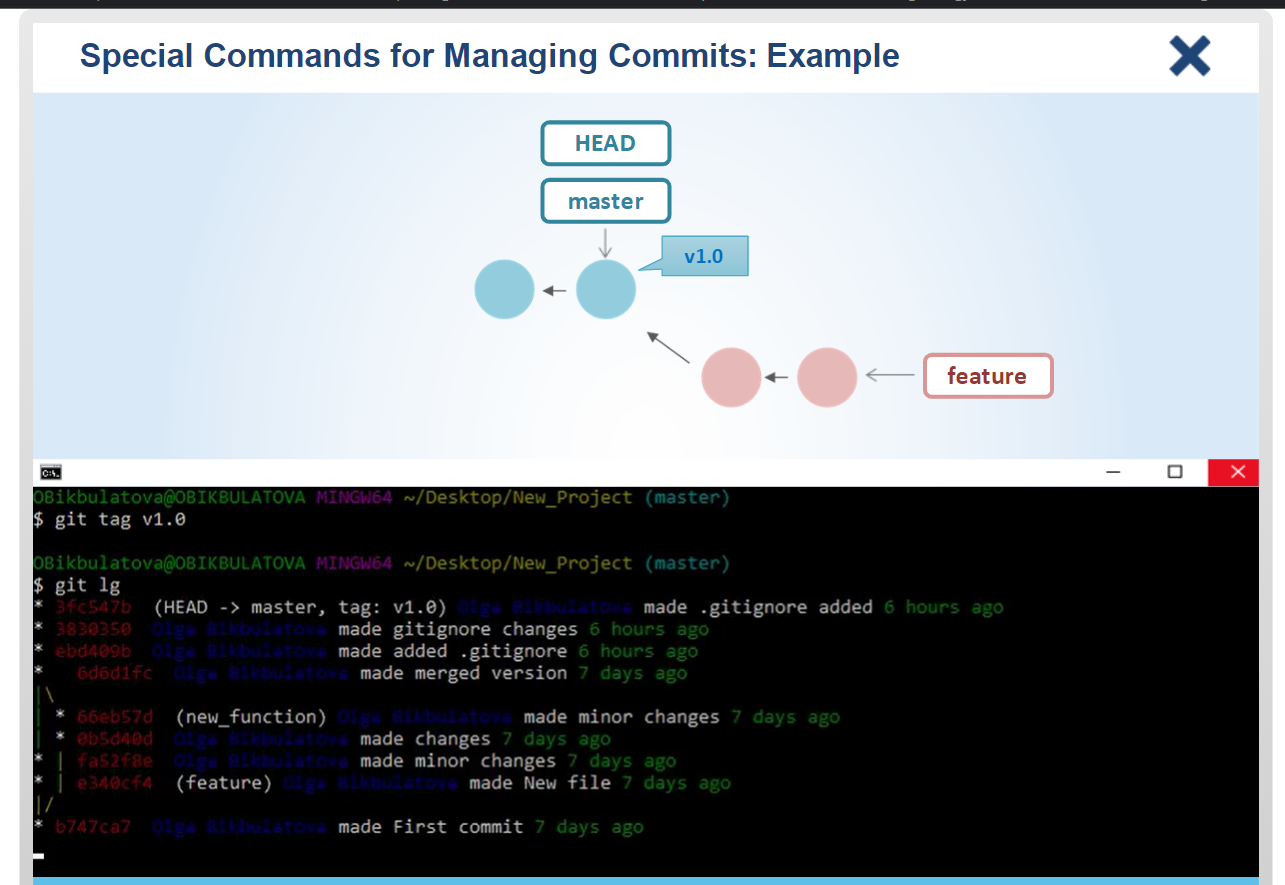 Special Commands for Managing Commits: Example
HEAD
master
v1.0
feature
OBikbulatova@OBIKBULATOVA MINGW64 ~/Desktop/New_Project (master)
$ git tag v1.0
OBikbulatova@OBIKBULATOVA MINGW64 ~/Desktop/New_Project (master)
$ git lg
* 3fc547b (HEAD -> master, tag: v1.0) Olga Bikbulatova made .gitignore added 6 hours ago
* 3830350 Olga Bikbulatova made gitignore changes 6 hours ago
* ebd409b Olga Bikbulatova made added .gitignore 6 hours ago
* 6d6d1fc Olga Bikbulatova made merged version 7 days ago
|\
| * 66eb57d (new_function) Olga Bikbulatova made minor changes 7 days ago
| * 0b5d40d Olga Bikbulatova made changes 7 days ago
* | fa52f8e Olga Bikbulatova made minor changes 7 days ago
* | e340cf4 (feature) Olga Bikbulatova made New file 7 days ago
|/
* b747ca7 Olga Bikbulatova made First commit 7 days ago